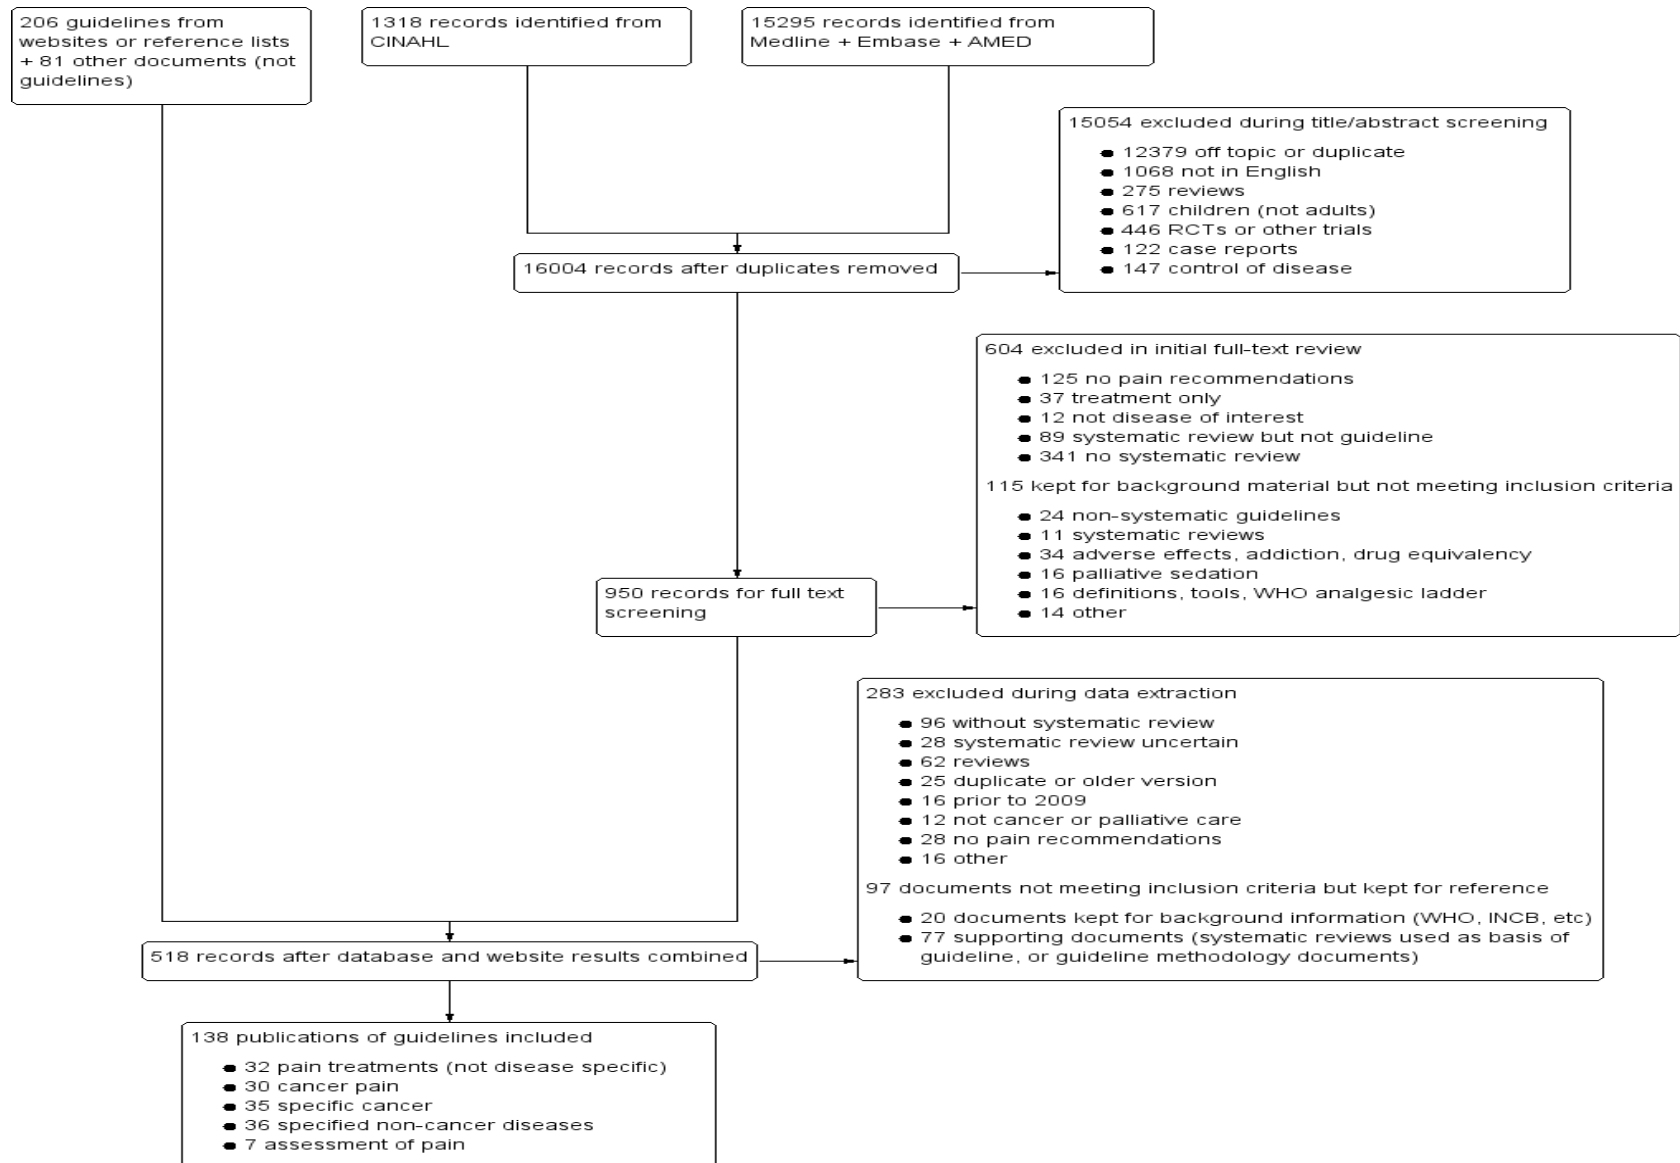 206 guidelines from
websites or reference lists
+ 81 other documents (not
guidelines)
1318 records identified from
CINAHL
15295 records identified from
Medline + Embase + AMED
15054 excluded during title/abstract screening
12379 off topic or duplicate
1068 not in English
275 reviews
617 children (not adults)
446 RCTs or other trials
122 case reports
147 control of disease
16004 records after duplicates removed
604 excluded in initial full-text review
125 no pain recommendations
37 treatment only
12 not disease of interest
89 systematic review but not guideline
341 no systematic review
115 kept for background material but not meeting inclusion criteria
24 non-systematic guidelines
11 systematic reviews
34 adverse effects, addiction, drug equivalency
16 palliative sedation
16 definitions, tools, WHO analgesic ladder
14 other
950 records for full text
screening
283 excluded during data extraction
96 without systematic review
28 systematic review uncertain
62 reviews
25 duplicate or older version
16 prior to 2009
12 not cancer or palliative care
28 no pain recommendations
16 other
97 documents not meeting inclusion criteria but kept for reference
20 documents kept for background information (WHO, INCB, etc)
77 supporting documents (systematic reviews used as basis of
guideline, or guideline methodology documents)
518 records after database and website results combined
138 publications of guidelines included
32 pain treatments (not disease specific)
30 cancer pain
35 specific cancer
36 specified non-cancer diseases
7 assessment of pain